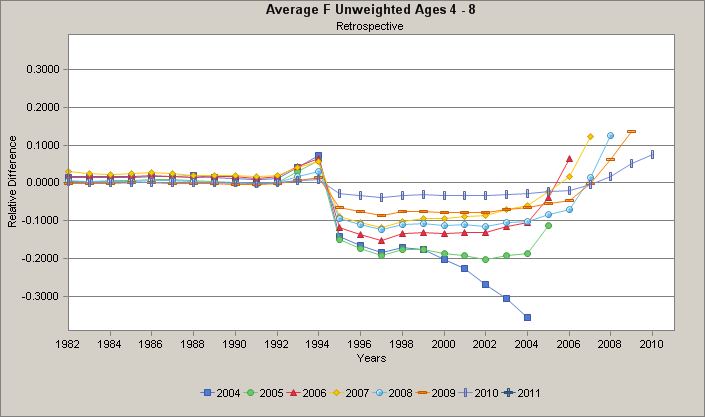 Average F Unweighted Ages 4 - 8
Retrospective
Relative Difference
0.3000
0.2000
0.1000
0.0000
-0.1000
-0.2000
-0.3000
1982 1984 1986 1988 1990 1992 1994 1996 1998 2000 2002 2004 2006 2008 2010
Years
2004 2005 2006 2007 2008 2009 2010 2011